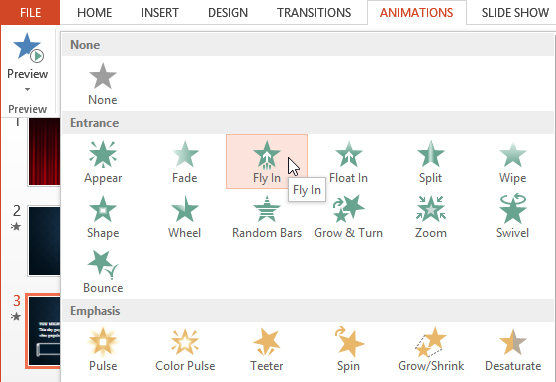 FILE HOME INSERT DESIGN TRANSITIONS ANIMATIONS SLIDE SHOW
None
Preview
None
Preview
Entrance
1
Appear Fade Fly In Float In Split Wipe
Fly In
2
Shape Wheel Random Bars Grow & Turn Zoom Swivel
Bounce
3
Emphasis
Pulse Color Pulse Teeter Spin Grow/Shrink Desaturate